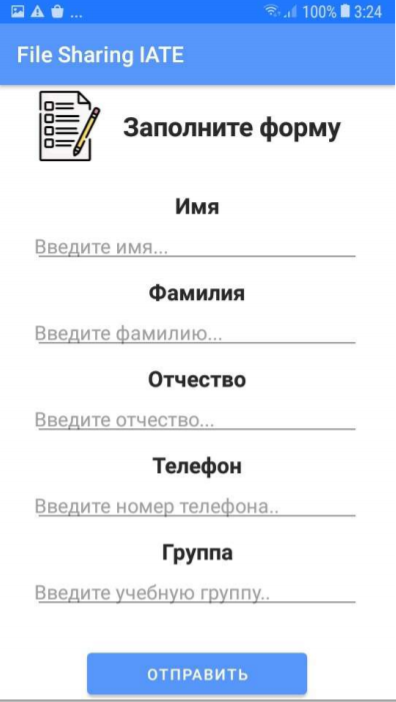 ... 100% 3:24
File Sharing IATE
Заполните форму
Имя
Введите имя...
Фамилия
Введите фамилию...
Отчество
Введите отчество...
Телефон
Введите номер телефона..
Группа
Введите учебную группу..
ОТПРАВИТЬ